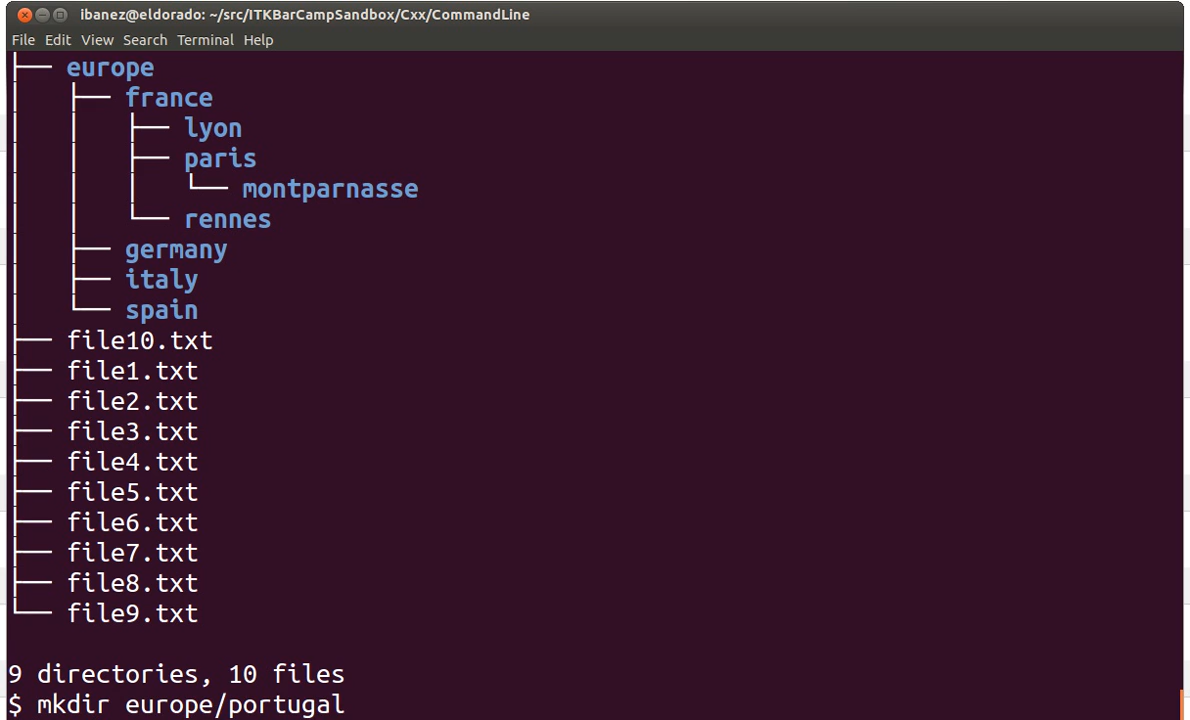 ibanez@eldorado: ~/src/ITKBarCampSandbox/Cxx/CommandLine
File Edit View Search Terminal Help
├── europe
│   ├── france
│   │   ├── lyon
│   │   ├── paris
│   │   │   └── montparnasse
│   │   └── rennes
│   ├── germany
│   ├── italy
│   └── spain
├── file10.txt
├── file1.txt
├── file2.txt
├── file3.txt
├── file4.txt
├── file5.txt
├── file6.txt
├── file7.txt
├── file8.txt
└── file9.txt
9 directories, 10 files
$ mkdir europe/portugal